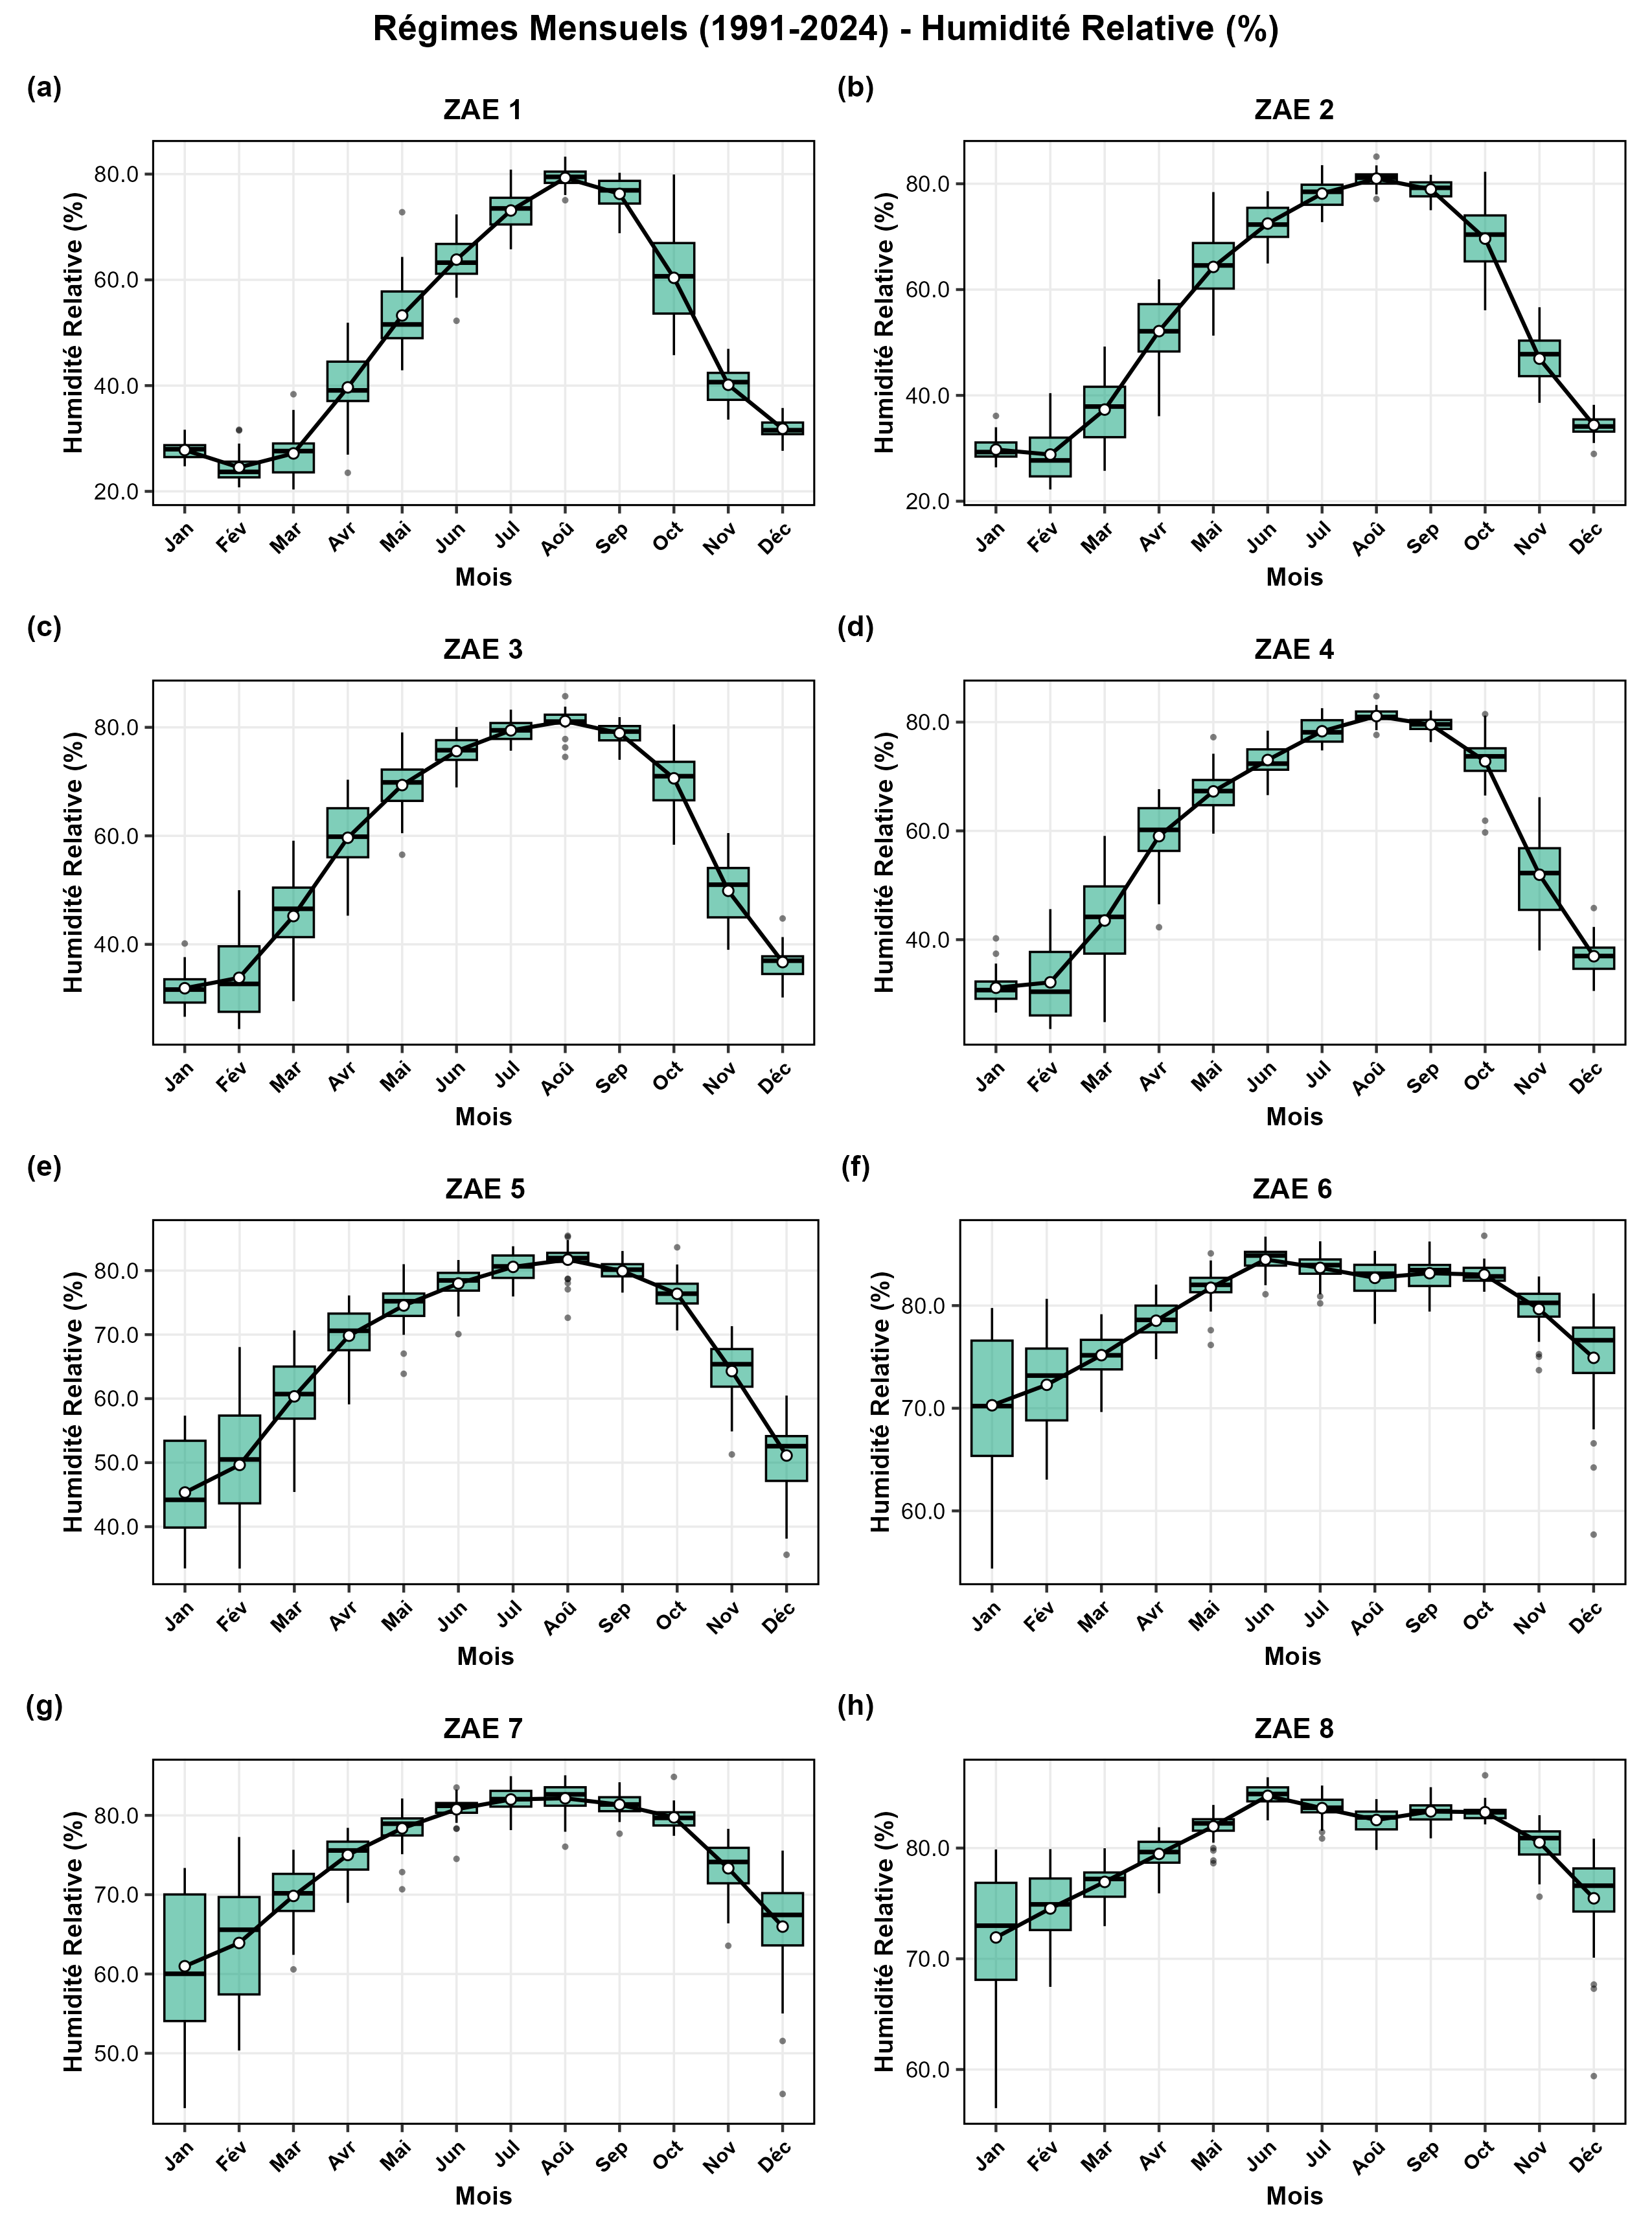 Régimes Mensuels (1991-2024) - Humidité Relative (%)
(a)
ZAE 1
Humidité Relative (%)
80.0
60.0
40.0
20.0
Jan Fév Mar Avr Mai Jun Jul Aoû Sep Oct Nov Déc
Mois
(b)
ZAE 2
Humidité Relative (%)
80.0
60.0
40.0
20.0
Jan Fév Mar Avr Mai Jun Jul Aoû Sep Oct Nov Déc
Mois
(c)
ZAE 3
Humidité Relative (%)
80.0
60.0
40.0
Jan Fév Mar Avr Mai Jun Jul Aoû Sep Oct Nov Déc
Mois
(d)
ZAE 4
Humidité Relative (%)
80.0
60.0
40.0
Jan Fév Mar Avr Mai Jun Jul Aoû Sep Oct Nov Déc
Mois
(e)
ZAE 5
Humidité Relative (%)
80.0
70.0
60.0
50.0
40.0
Jan Fév Mar Avr Mai Jun Jul Aoû Sep Oct Nov Déc
Mois
(f)
ZAE 6
Humidité Relative (%)
80.0
70.0
60.0
Jan Fév Mar Avr Mai Jun Jul Aoû Sep Oct Nov Déc
Mois
(g)
ZAE 7
Humidité Relative (%)
80.0
70.0
60.0
50.0
Jan Fév Mar Avr Mai Jun Jul Aoû Sep Oct Nov Déc
Mois
(h)
ZAE 8
Humidité Relative (%)
80.0
70.0
60.0
Jan Fév Mar Avr Mai Jun Jul Aoû Sep Oct Nov Déc
Mois